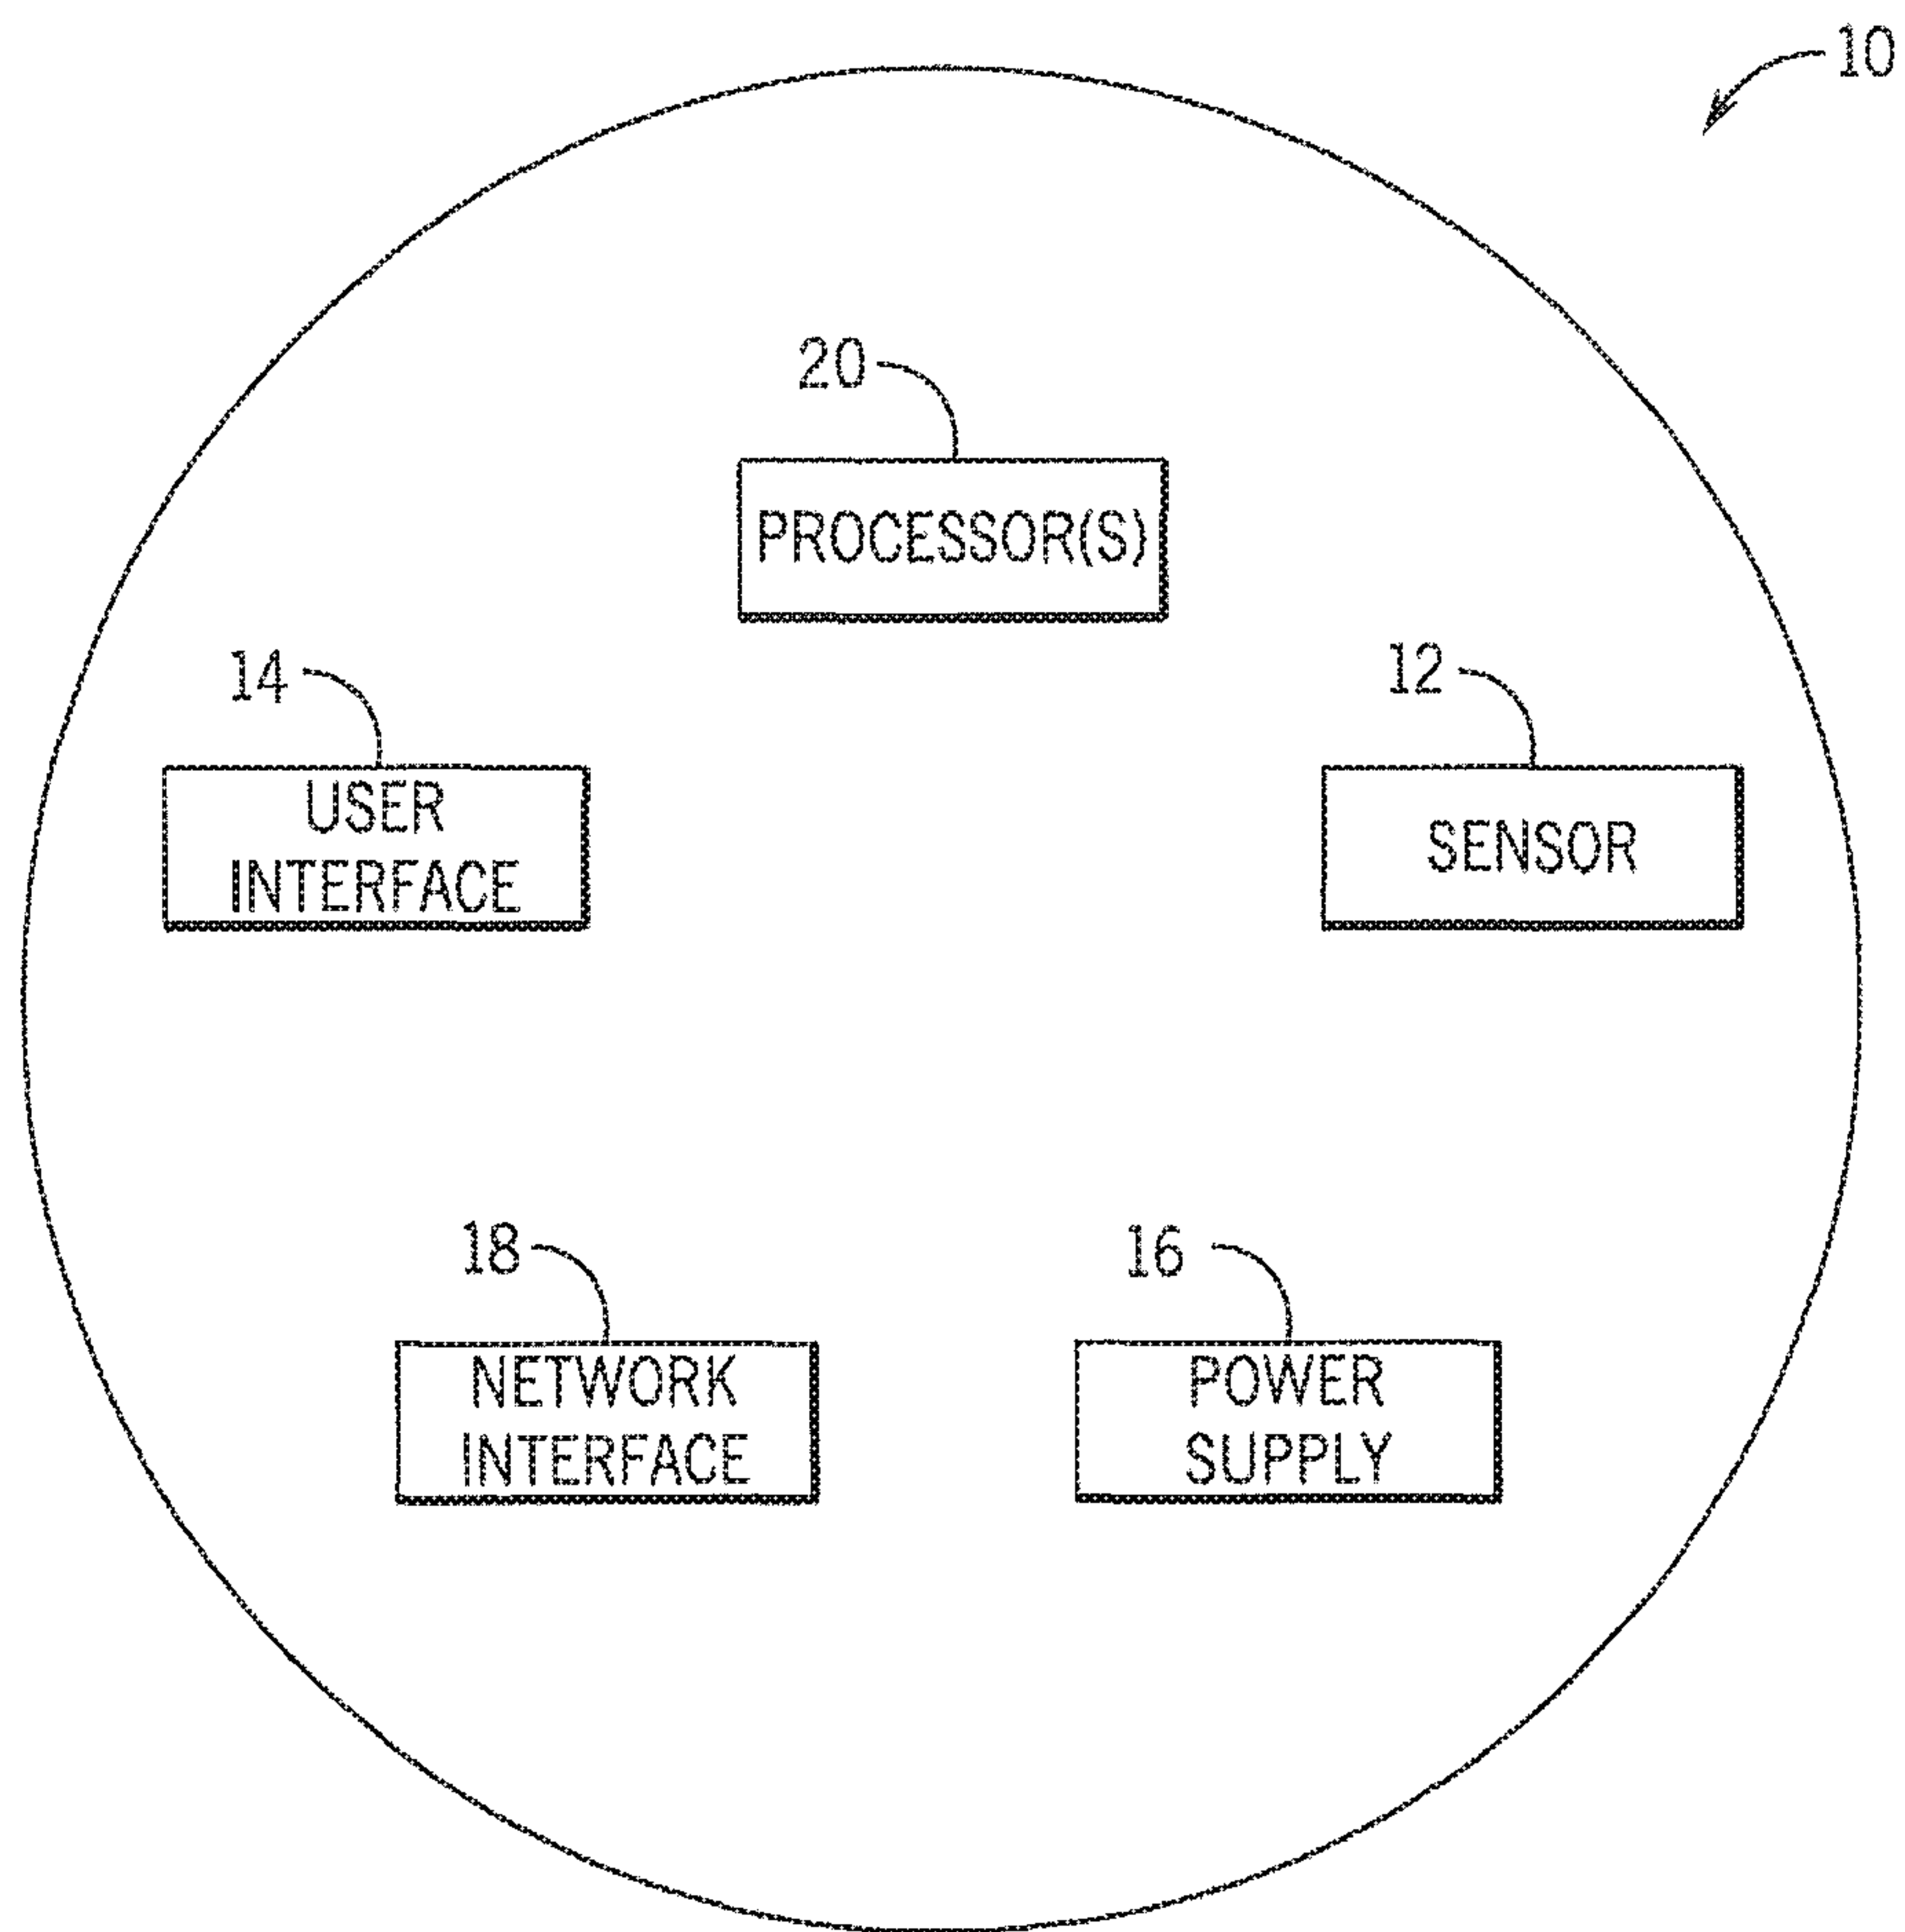 10
20
PROCESSOR(S)
14
USER
INTERFACE
12
SENSOR
18
NETWORK
INTERFACE
16
POWER
SUPPLY